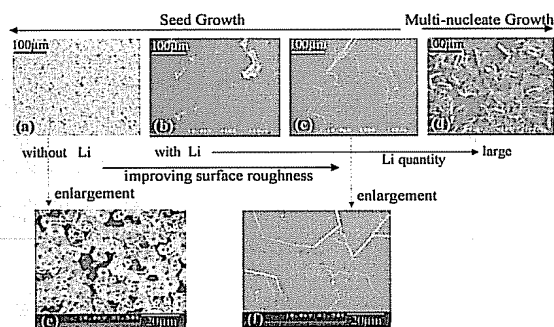 Seed Growth
Multi-nucleate Growth
100μm
100μm
100μm
100μm
(a)
(b)
(c)
(d)
without Li
with Li
Li quantity
large
improving surface roughness
enlargement
enlargement
(e)
20μm
(f)
20μm